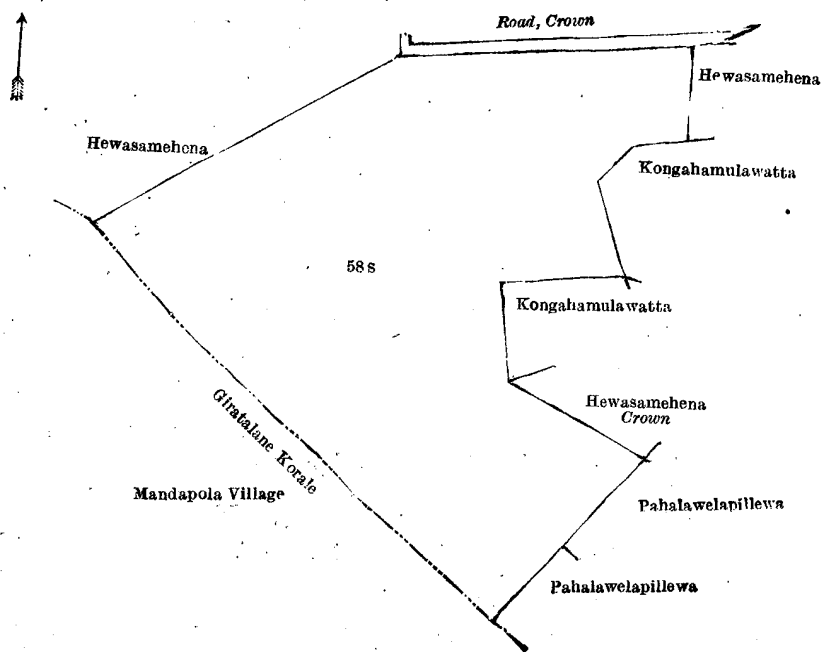 Road, Crown
Hewasamehena
Hewasamehena
Kongahamulawatta
58 s
Kongahamulawatta
Giratalane Korale
Hewasamehena
Crown
Mandapola Village
Pahalawelapillewa
Pahalawelapillewa